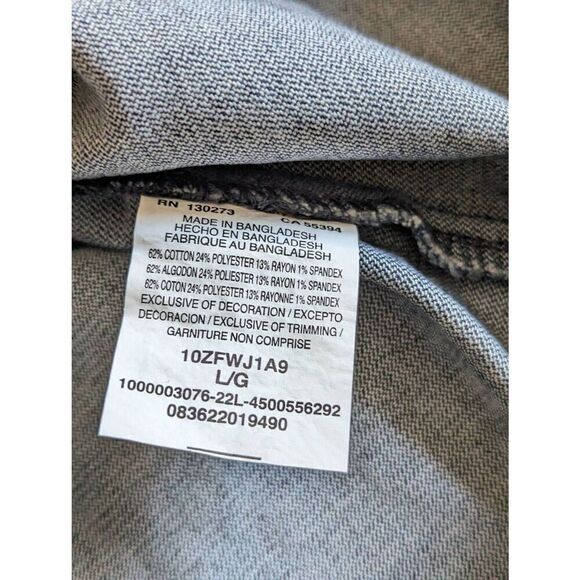 RN 130273 CA 55394
MADE IN BANGLADESH
HECHO EN BANGLADESH
FABRIQUE AU BANGLADESH
62% COTTON 24% POLYESTER 13% RAYON 1% SPANDEX
62% ALGODON 24% POLIESTER 13% RAYON 1% SPANDEX
62% COTON 24% POLYESTER 13% RAYONNE 1% SPANDEX
EXCLUSIVE OF DECORATION / EXCEPTO
DECORACION / EXCLUSIVE OF TRIMMING /
GARNITURE NON COMPRISE
10ZFWJ1A9
L/G
1000003076-22L-4500556292
083622019490